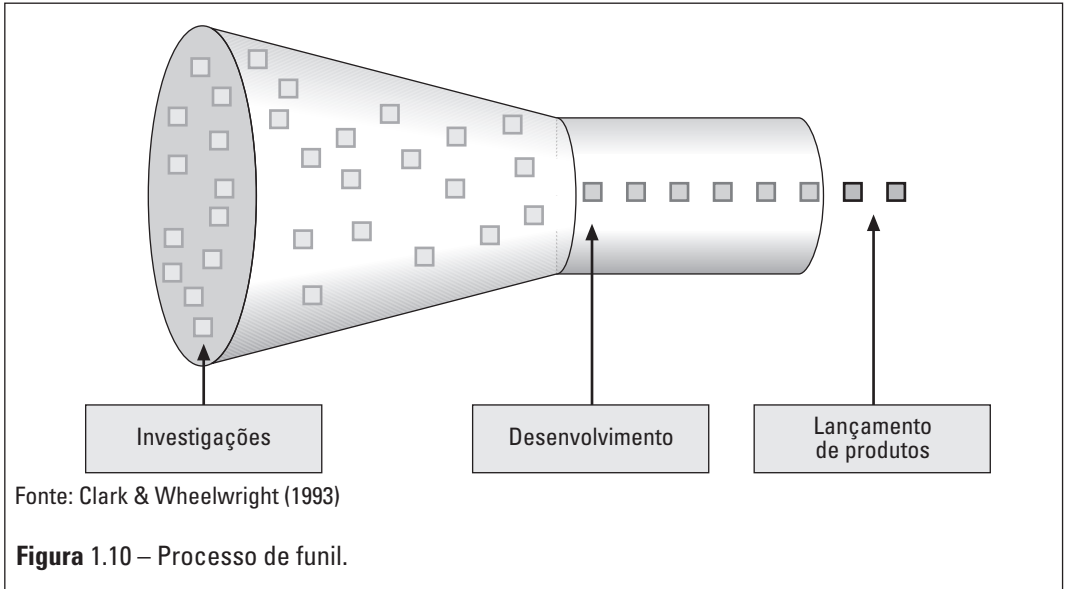 Investigações
Desenvolvimento
Lançamento
de produtos
Fonte: Clark & Wheelwright (1993)
Figura 1.10 – Processo de funil.